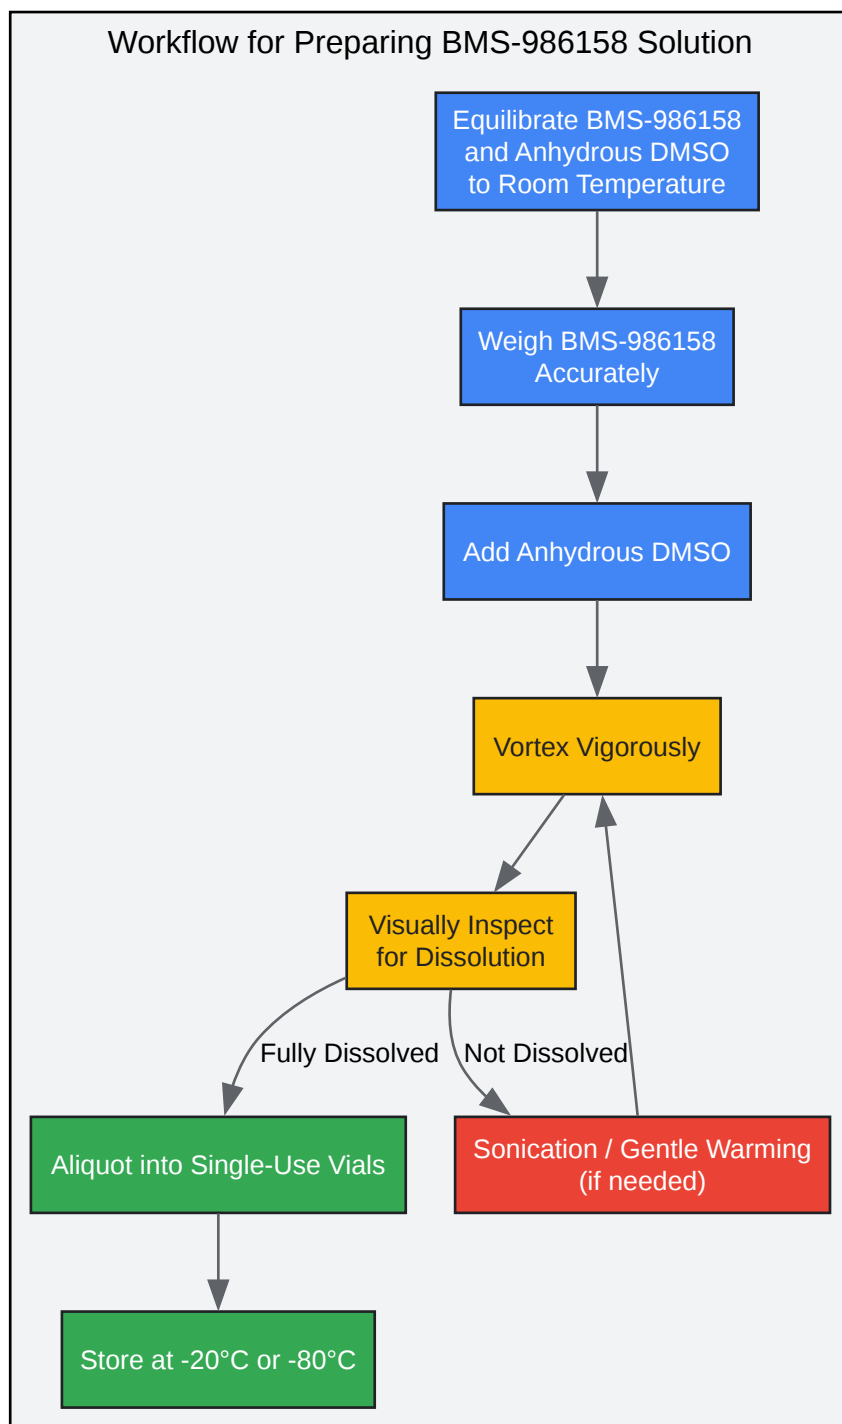 Workflow for Preparing BMS-986158 Solution
Equilibrate BMS-986158
and Anhydrous DMSO
to Room Temperature
Weigh BMS-986158
Accurately
Add Anhydrous DMSO
Vortex Vigorously
Visually Inspect
for Dissolution
Fully Dissolved
Not Dissolved
Aliquot into Single-Use Vials
Sonication / Gentle Warming
(if needed)
Store at -20°C or -80°C